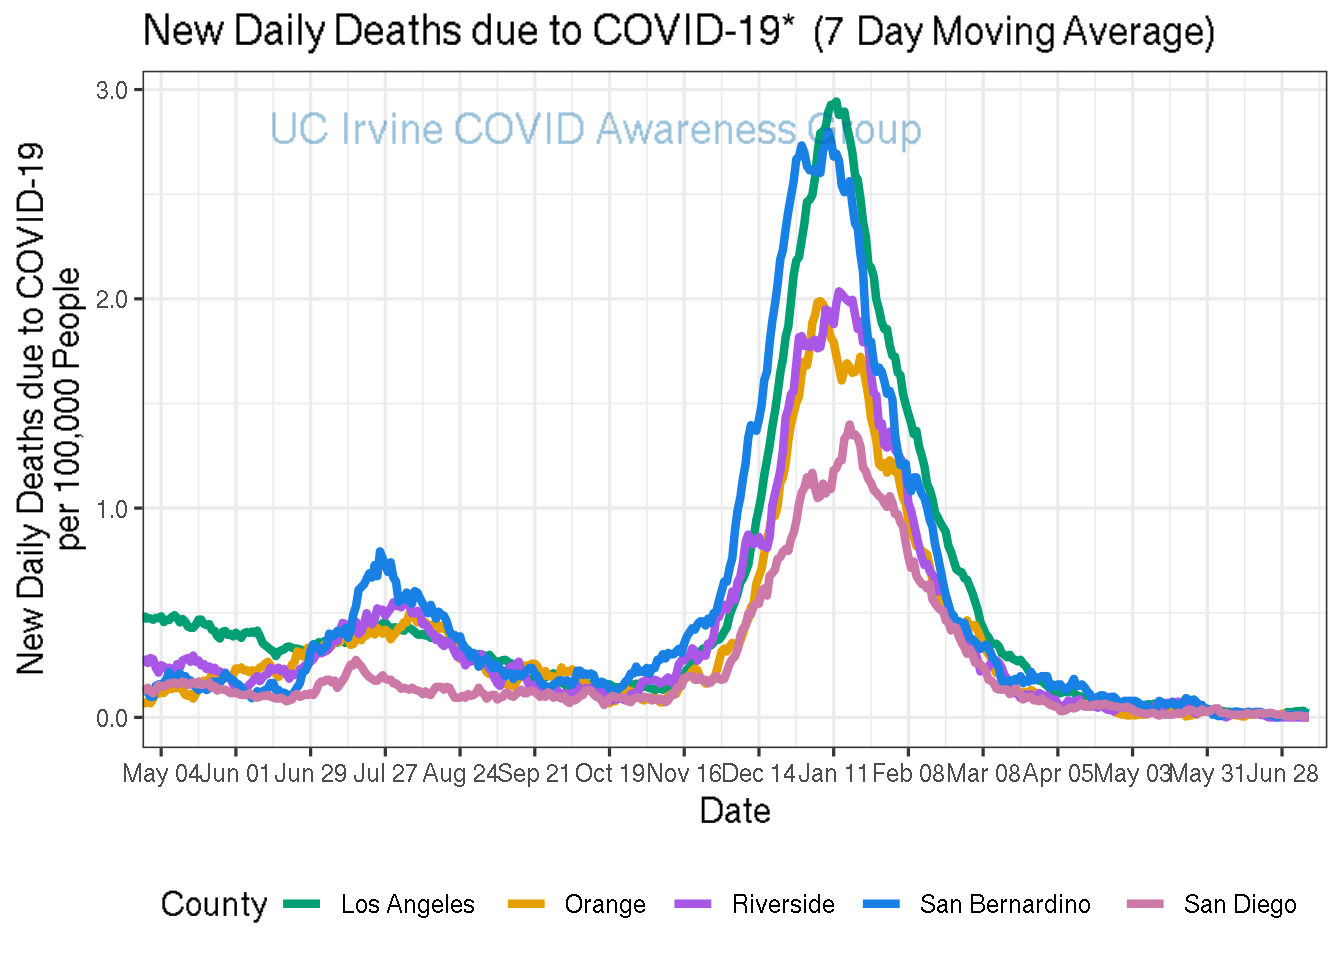 New Daily Deaths due to COVID-19* (7 Day Moving Average)
UC Irvine COVID Awareness Group
New Daily Deaths due to COVID-19
per 100,000 People
3.0
2.0
1.0
0.0
May 04 Jun 01 Jun 29 Jul 27 Aug 24 Sep 21 Oct 19 Nov 16 Dec 14 Jan 11 Feb 08 Mar 08 Apr 05 May 03 May 31 Jun 28
Date
County Los Angeles Orange Riverside San Bernardino San Diego